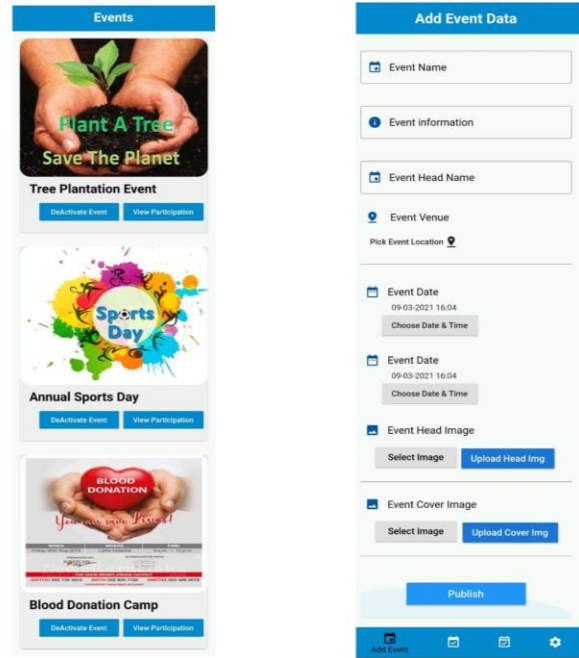 Events
Plant A Tree
Save The Planet
Tree Plantation Event
DeActivate Event View Participation
Sports
Day
Annual Sports Day
DeActivate Event View Participation
BLOOD
DONATION
You can save Lives!
Blood Donation Camp
DeActivate Event View Participation
Add Event Data
Event Name
Event information
Event Head Name
Event Venue
Pick Event Location
Event Date
09-03-2021 16:04
Choose Date & Time
Event Date
09-03-2021 16:04
Choose Date & Time
Event Head Image
Select Image Upload Head Img
Event Cover Image
Select Image Upload Cover Img
Publish
Add Event